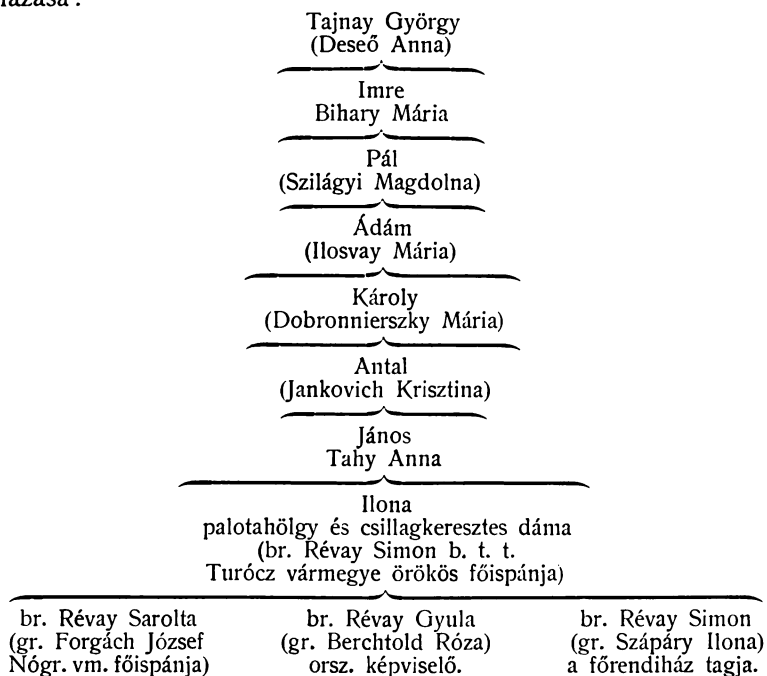 Tajnay György
(Deseő Anna)
Imre
Bihary Mária
Pál
(Szilágyi Magdolna)
Ádám
(Ilosvay Mária)
Károly
(Dobronnierszky Mária)
Antal
(Jankovich Krisztina)
János
Tahy Anna
Ilona
palotahölgy és csillagkeresztes dáma
(br. Révay Simon b. t. t.
Turócz vármegye örökös főispánja)
br. Révay Sarolta
(gr. Forgách József
Nógr. vm. főispánja)
br. Révay Gyula
(gr. Berchtold Róza)
orsz. képviselő.
br. Révay Simon
(gr. Szápáry Ilona)
a főrendiház tagja.